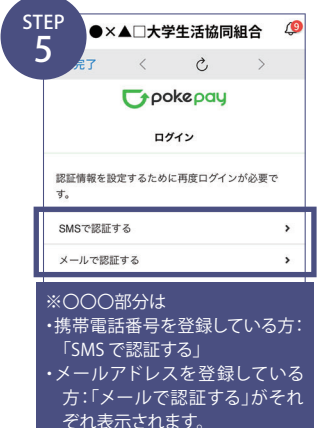 STEP
5
●×▲□大学生活協同組合
9
完了
pokepay
ログイン
認証情報を設定するために再度ログインが必要で
す。
SMSで認証する
メールで認証する
※〇〇〇部分は
・携帯電話番号を登録している方：
「SMSで認証する」
・メールアドレスを登録している
方：「メールで認証する」がそれ
ぞれ表示されます。